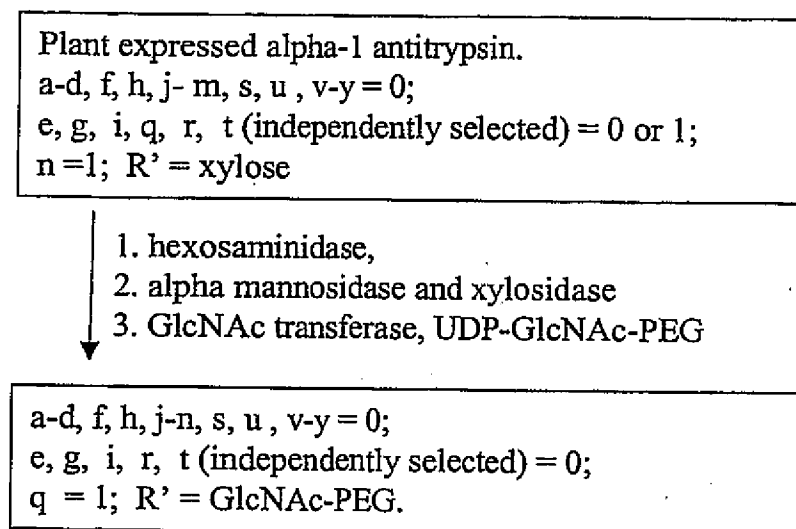 Plant expressed alpha-1 antitrypsin.
a-d, f, h, j- m, s, u , v-y = 0;
e, g, i, q, r, t (independently selected) = 0 or 1;
n =1; R' = xylose
1. hexosaminidase,
2. alpha mannosidase and xylosidase
3. GlcNAc transferase, UDP-GlcNAc-PEG
a-d, f, h, j-n, s, u , v-y = 0;
e, g, i, r, t (independently selected) = 0;
q = 1; R' = GlcNAc-PEG.